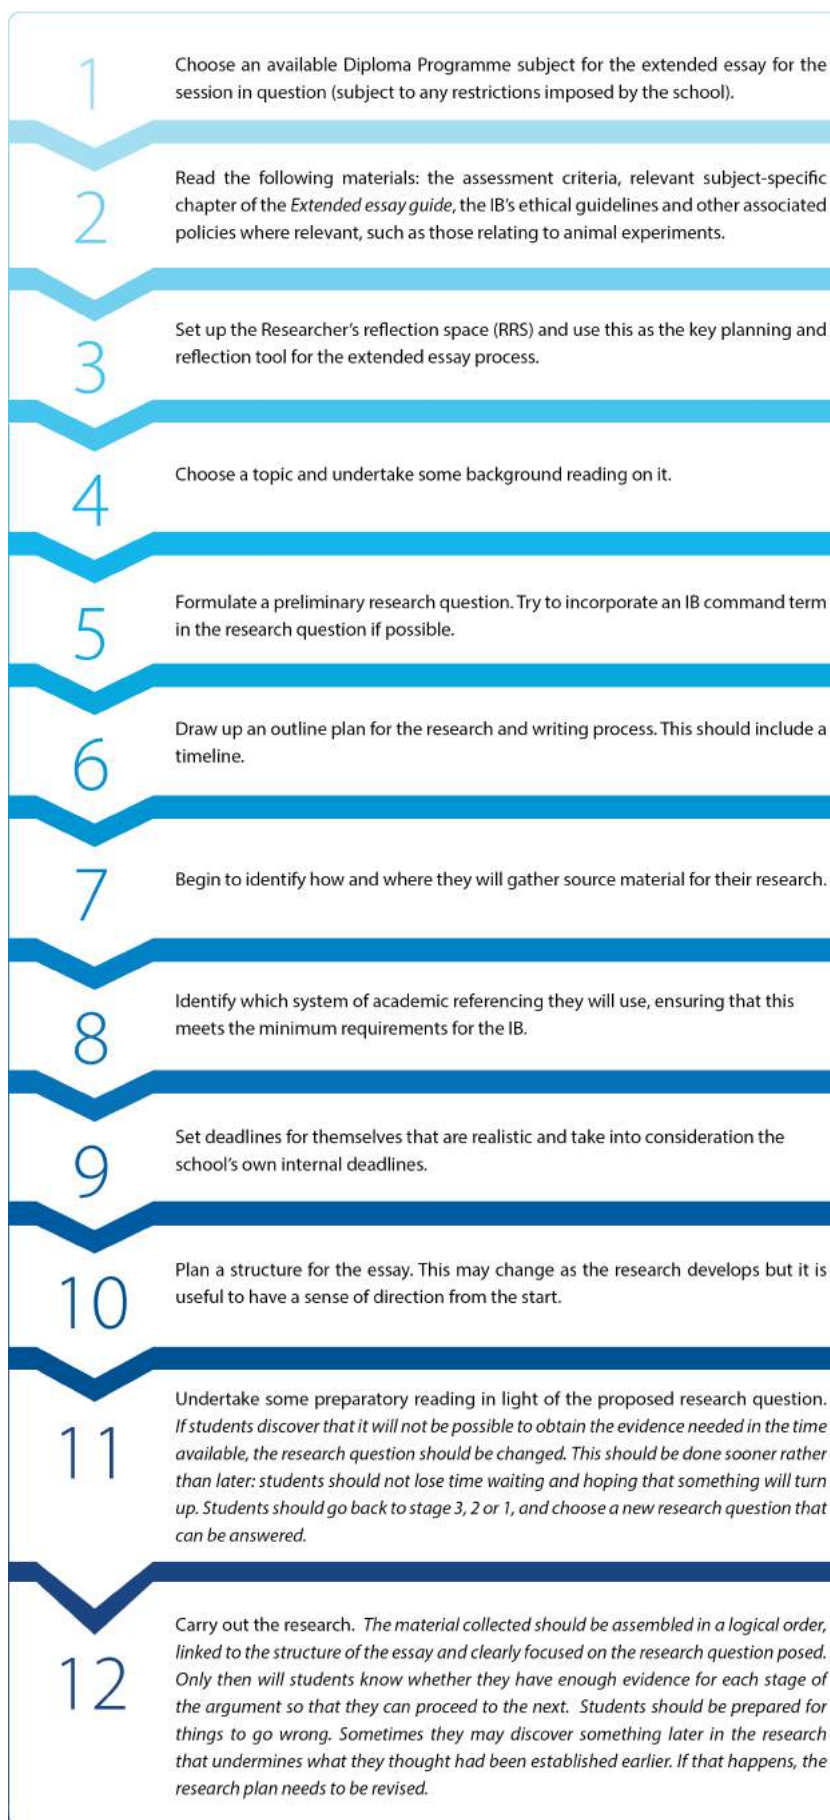 1
Choose an available Diploma Programme subject for the extended essay for the
session in question (subject to any restrictions imposed by the school).
2
Read the following materials: the assessment criteria, relevant subject-specific
chapter of the Extended essay guide, the IB's ethical guidelines and other associated
policies where relevant, such as those relating to animal experiments.
3
Set up the Researcher's reflection space (RRS) and use this as the key planning and
reflection tool for the extended essay process.
4
Choose a topic and undertake some background reading on it.
5
Formulate a preliminary research question. Try to incorporate an IB command term
in the research question if possible.
6
Draw up an outline plan for the research and writing process. This should include a
timeline.
7
Begin to identify how and where they will gather source material for their research.
8
Identify which system of academic referencing they will use, ensuring that this
meets the minimum requirements for the IB.
9
Set deadlines for themselves that are realistic and take into consideration the
school's own internal deadlines.
10
Plan a structure for the essay. This may change as the research develops but it is
useful to have a sense of direction from the start.
11
Undertake some preparatory reading in light of the proposed research question.
If students discover that it will not be possible to obtain the evidence needed in the time
available, the research question should be changed. This should be done sooner rather
than later: students should not lose time waiting and hoping that something will turn
up. Students should go back to stage 3, 2 or 1, and choose a new research question that
can be answered.
12
Carry out the research. The material collected should be assembled in a logical order,
linked to the structure of the essay and clearly focused on the research question posed.
Only then will students know whether they have enough evidence for each stage of
the argument so that they can proceed to the next. Students should be prepared for
things to go wrong. Sometimes they may discover something later in the research
that undermines what they thought had been established earlier. If that happens, the
research plan needs to be revised.